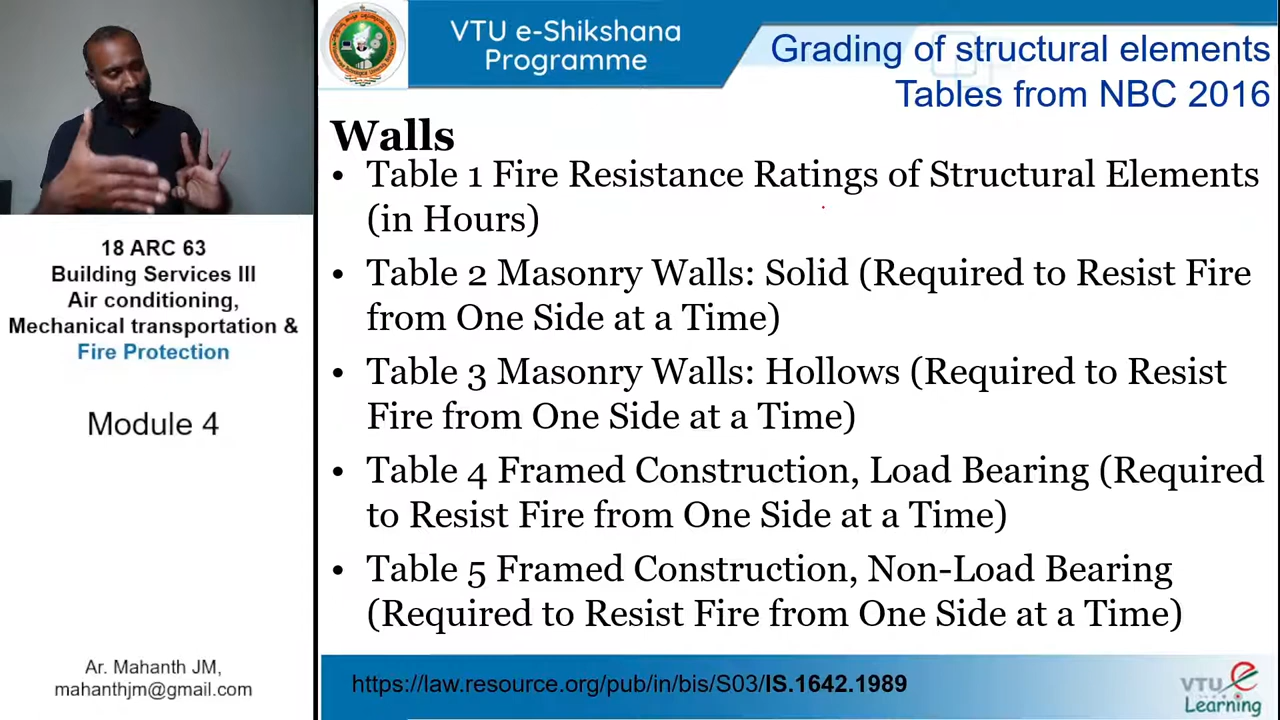 VTU e-Shikshana
Programme
Grading of structural elements
Tables from NBC 2016
18 ARC 63
Building Services III
Air conditioning,
Mechanical transportation &
Fire Protection
Module 4
Ar. Mahanth JM,
mahanthjm@gmail.com
Walls
• Table 1 Fire Resistance Ratings of Structural Elements
(in Hours)
• Table 2 Masonry Walls: Solid (Required to Resist Fire
from One Side at a Time)
• Table 3 Masonry Walls: Hollows (Required to Resist
Fire from One Side at a Time)
• Table 4 Framed Construction, Load Bearing (Required
to Resist Fire from One Side at a Time)
• Table 5 Framed Construction, Non-Load Bearing
(Required to Resist Fire from One Side at a Time)
https://law.resource.org/pub/in/bis/S03/IS.1642.1989
VTU
Learning